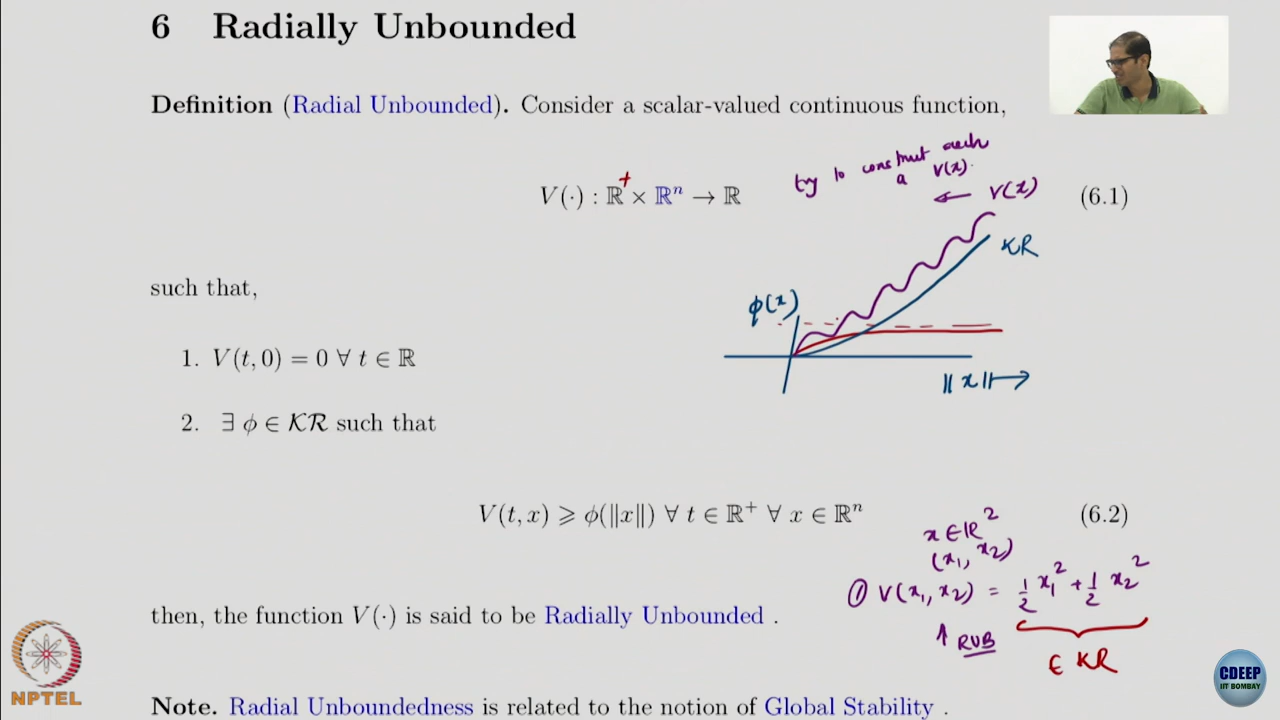 6 Radially Unbounded
Definition (Radial Unbounded). Consider a scalar-valued continuous function,
try to construct such
a V(x).
V(·) : ℝ⁺ × ℝⁿ → ℝ (6.1)
← V(x)
KR
such that,
φ(x)
1. V(t, 0) = 0 ∀ t ∈ ℝ
‖x‖→
2. ∃ φ ∈ 𝒦ℛ such that
V(t, x) ⩾ φ(‖x‖) ∀ t ∈ ℝ⁺ ∀ x ∈ ℝⁿ (6.2)
x ∈ ℝ²
(x₁, x₂)
① V(x₁, x₂) = ½ x₁² + ½ x₂²
then, the function V(·) is said to be Radially Unbounded .
↑ RUB
∈ KR
Note. Radial Unboundedness is related to the notion of Global Stability .
NPTEL
CDEEP
IIT BOMBAY